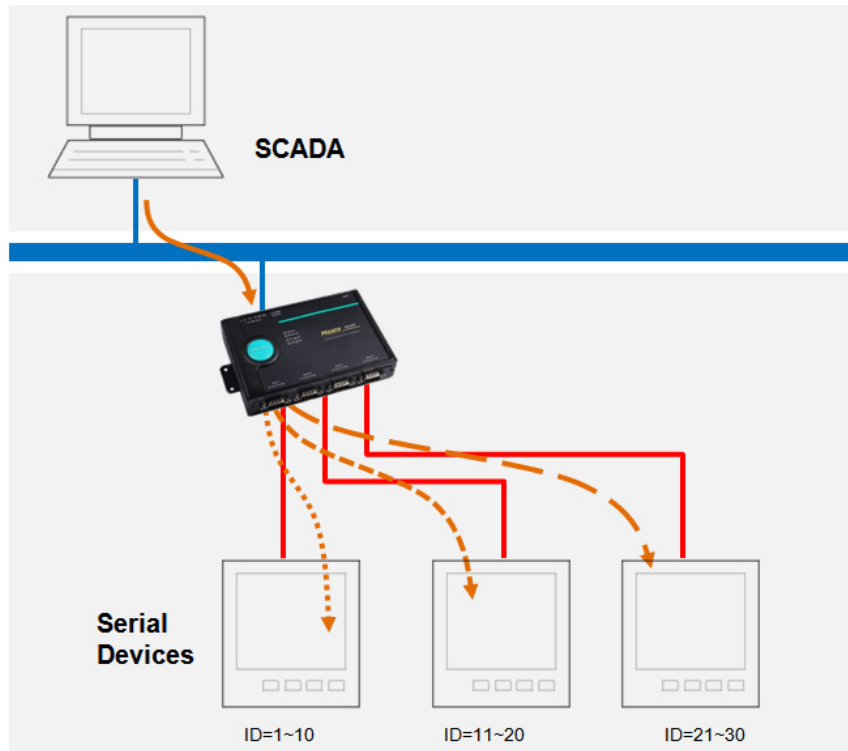 SCADA
Serial
Devices
ID=1~10
ID=11~20
ID=21~30